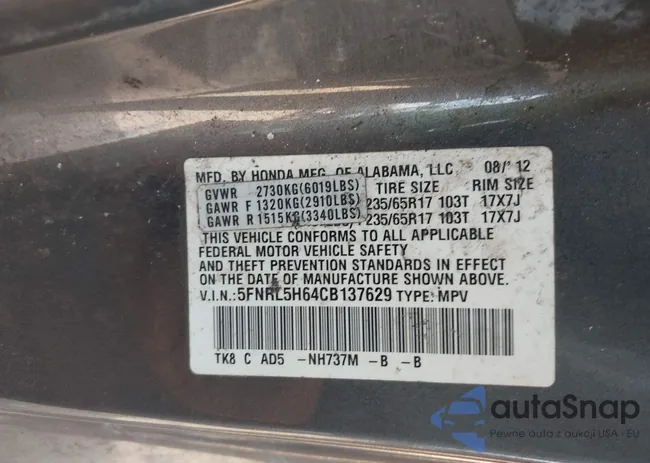 MFD. BY HONDA MFG. OF ALABAMA, LLC 08/'12
GVWR 2730KG(6019LBS) TIRE SIZE RIM SIZE
GAWR F 1320KG(2910LBS) 235/65R17 103T 17X7J
GAWR R 1515KG(3340LBS) 235/65R17 103T 17X7J
THIS VEHICLE CONFORMS TO ALL APPLICABLE
FEDERAL MOTOR VEHICLE SAFETY
AND THEFT PREVENTION STANDARDS IN EFFECT
ON THE DATE OF MANUFACTURE SHOWN ABOVE.
V.I.N.:5FNRL5H64CB137629 TYPE: MPV
TK8 C AD5 -NH737M -B -B
autaSnap
Pewne auta z aukcji USA - EU